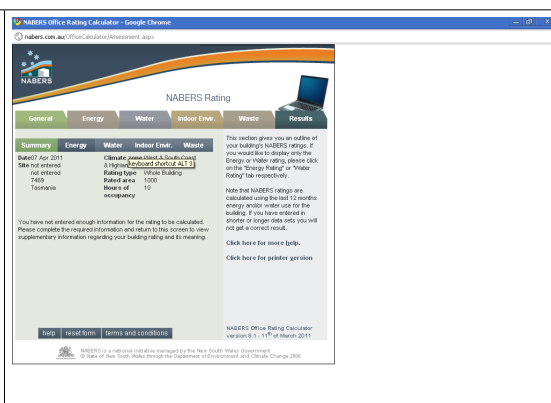 NABERS Office Rating Calculator - Google Chrome
nabers.com.au/OfficeCalculator/Assessment.aspx
NABERS
NABERS Rating
General Energy Water Indoor Envir. Waste Results
Summary Energy Water Indoor Envir. Waste
Date 07 Apr 2011
Site not entered
not entered
7469
Tasmania
Climate zone West & South Coast
& Highland
keyboard shortcut ALT 3
Rating type Whole Building
Rated area 1000
Hours of 10
occupancy
You have not entered enough information for the rating to be calculated.
Please complete the required information and return to this screen to view
supplementary information regarding your building rating and its meaning.
This section gives you an outline of
your building's NABERS ratings. If
you would like to display only the
Energy or Water rating, please click
on the "Energy Rating" or "Water
Rating" tab respectively.
Note that NABERS ratings are
calculated using the last 12 months
energy and/or water use for the
building. If you have entered in
shorter or longer data sets you will
not get a correct result.
Click here for more help.
Click here for printer version
help reset form terms and conditions
NABERS Office Rating Calculator
version 8.1 - 11th of March 2011
NABERS is a national initiative managed by the New South Wales Government
© State of New South Wales through the Department of Environment and Climate Change 2008